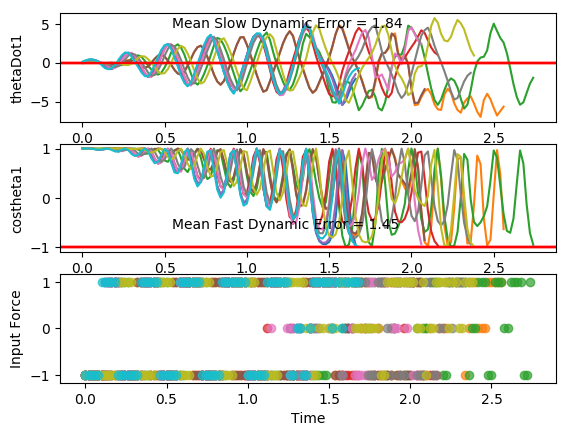 Mean Slow Dynamic Error = 1.84
thetaDot1
5
0
−5
0.0 0.5 1.0 1.5 2.0 2.5
costheta1
1
0
−1
Mean Fast Dynamic Error = 1.45
0.0 0.5 1.0 1.5 2.0 2.5
Input Force
1
0
−1
0.0 0.5 1.0 1.5 2.0 2.5
Time